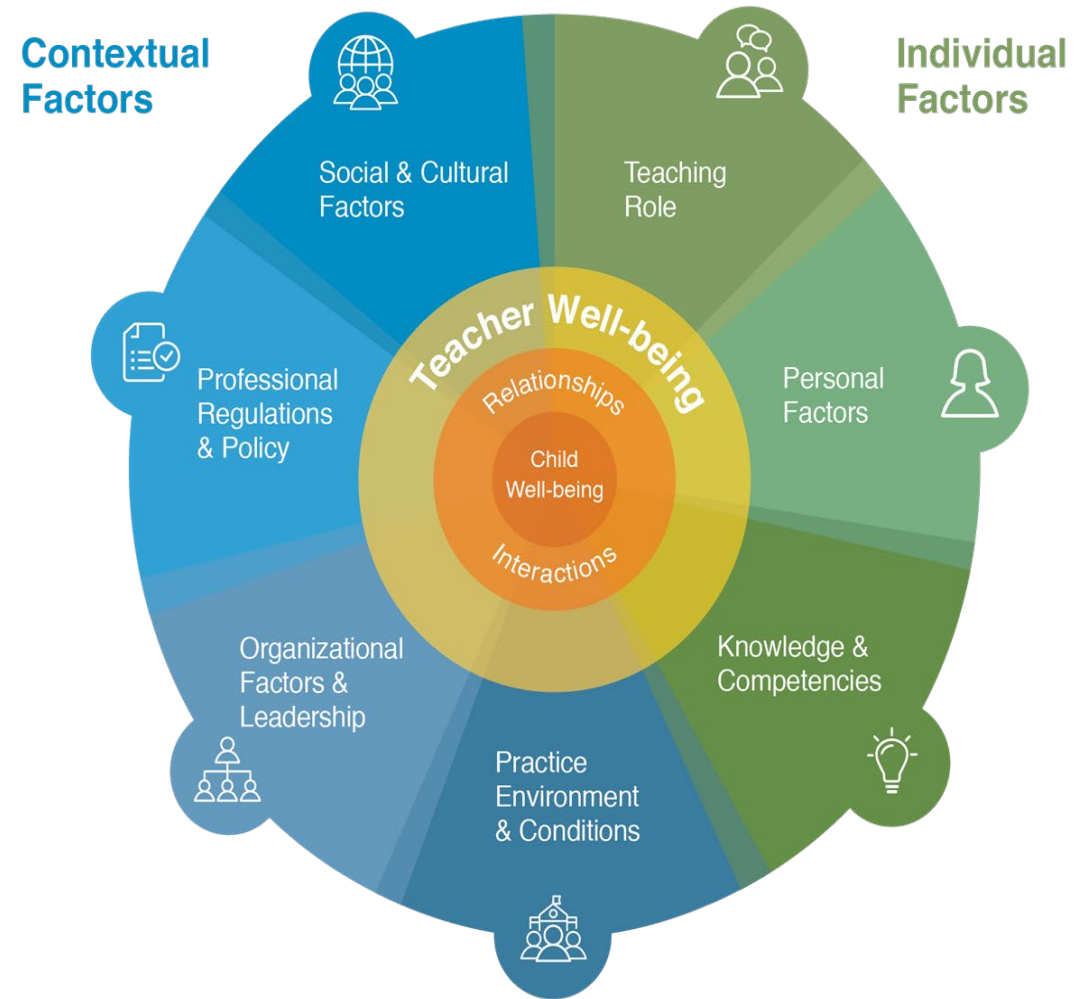 Contextual
Factors
Individual
Factors
Social & Cultural
Factors
Teaching
Role
Professional
Regulations
& Policy
Personal
Factors
Teacher Well-being
Relationships
Child
Well-being
Interactions
Organizational
Factors &
Leadership
Knowledge &
Competencies
Practice
Environment
& Conditions